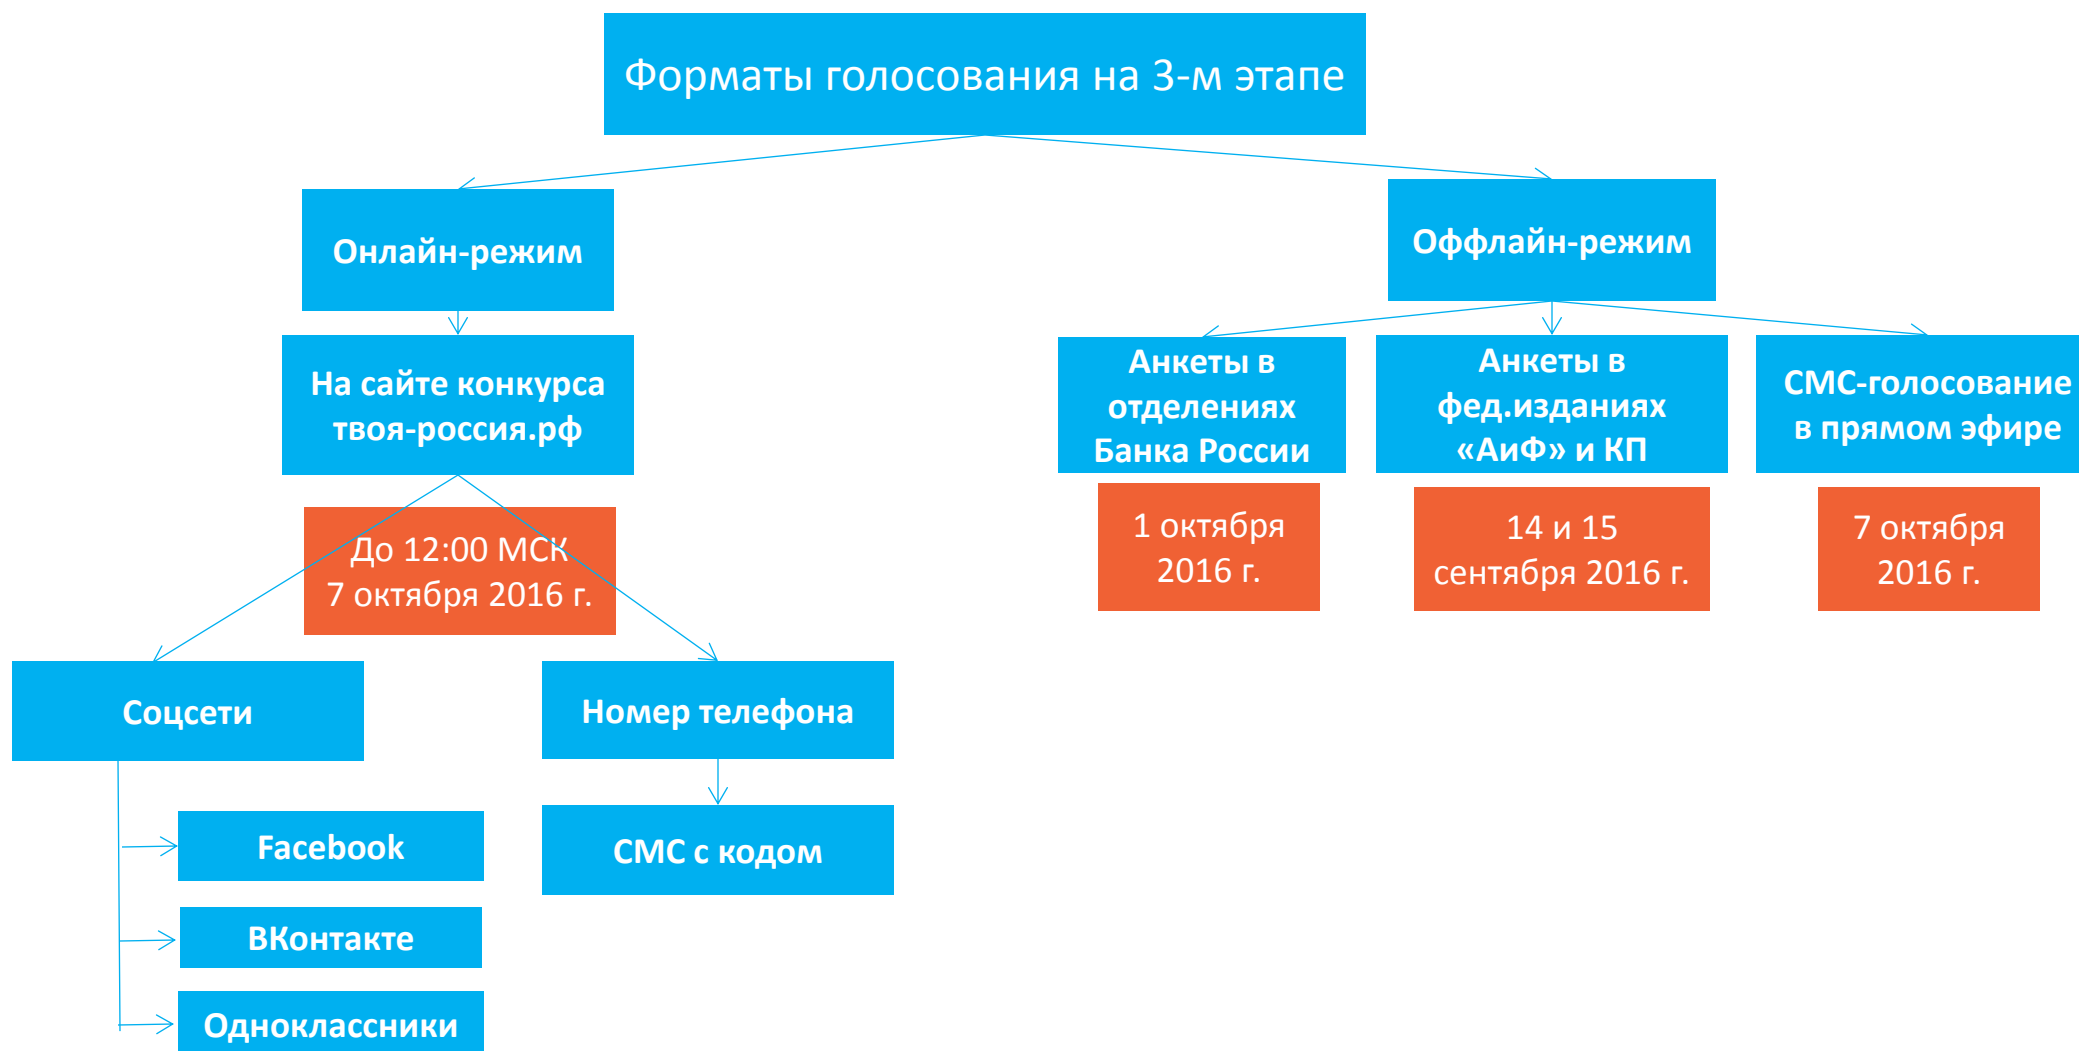 Форматы голосования на 3-м этапе
Онлайн-режим
Оффлайн-режим
На сайте конкурса
твоя-россия.рф
Анкеты в
отделениях
Банка России
Анкеты в
фед.изданиях
«АиФ» и КП
СМС-голосование
в прямом эфире
До 12:00 МСК
7 октября 2016 г.
1 октября
2016 г.
14 и 15
сентября 2016 г.
7 октября
2016 г.
Соцсети
Номер телефона
Facebook
СМС с кодом
ВКонтакте
Одноклассники